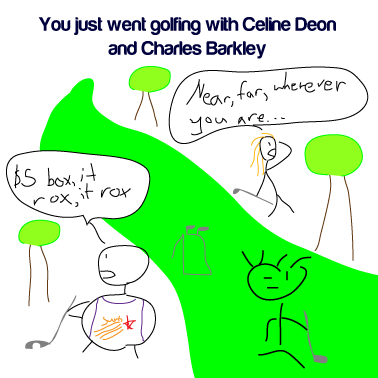 You just went golfing with Celine Deon
and Charles Barkley
Near, far, wherever
you are...
$5 box, it
rox, it rox
Suns